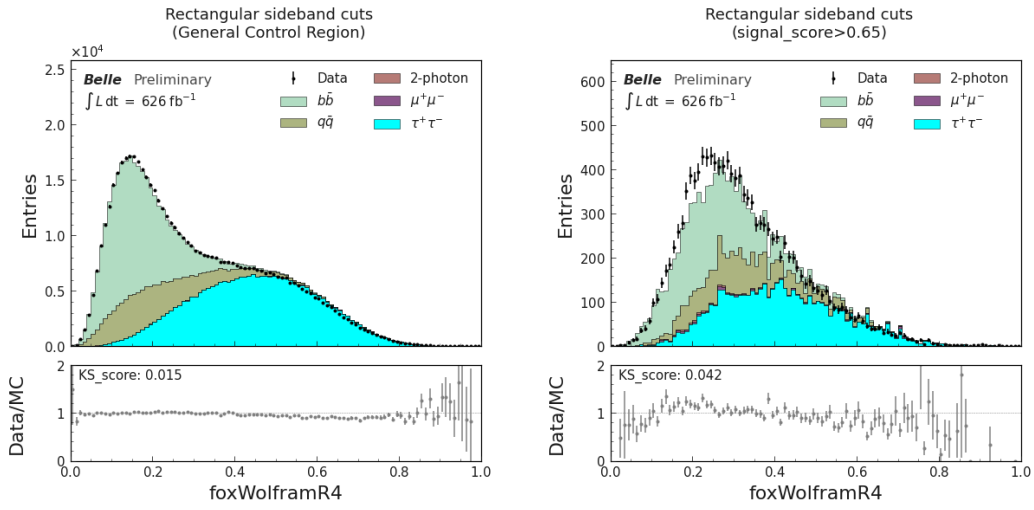 Rectangular sideband cuts
(General Control Region)
×10⁴
Belle Preliminary
∫ L dt = 626 fb⁻¹
Data
bb̄
qq̄
2-photon
μ⁺μ⁻
τ⁺τ⁻
Entries
2.5
2.0
1.5
1.0
0.5
0.0
KS_score: 0.015
Data/MC
2
1
0
0.0 0.2 0.4 0.6 0.8 1.0
foxWolframR4
Rectangular sideband cuts
(signal_score>0.65)
Belle Preliminary
∫ L dt = 626 fb⁻¹
Data
bb̄
qq̄
2-photon
μ⁺μ⁻
τ⁺τ⁻
Entries
600
500
400
300
200
100
0
KS_score: 0.042
Data/MC
2
1
0
0.0 0.2 0.4 0.6 0.8 1.0
foxWolframR4